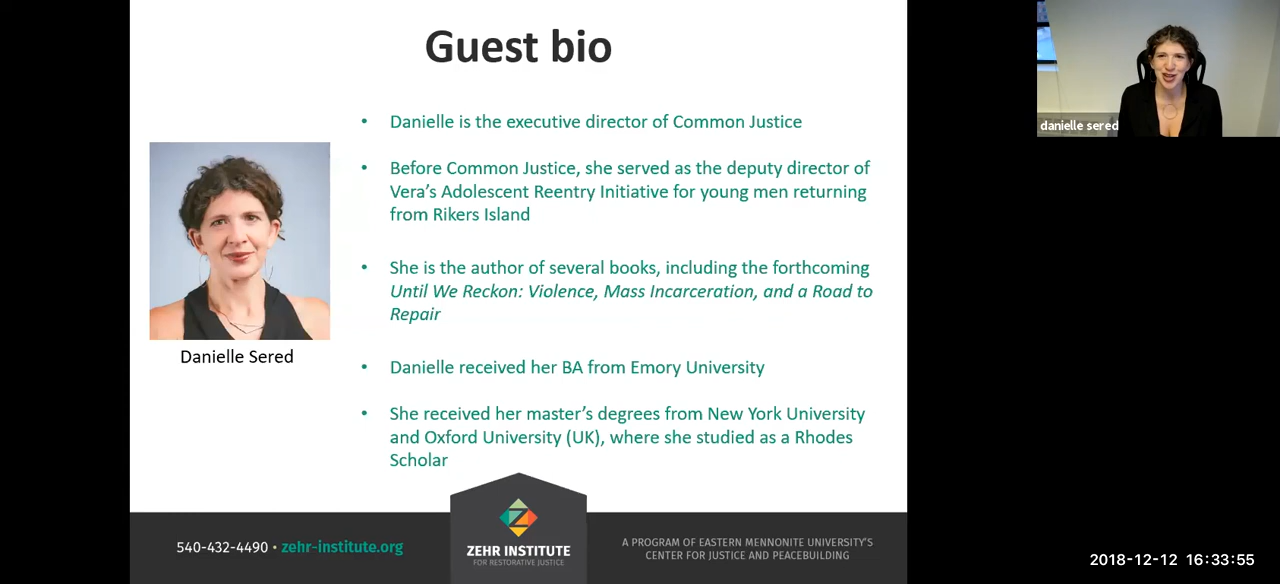 Guest bio
• Danielle is the executive director of Common Justice
• Before Common Justice, she served as the deputy director of
Vera's Adolescent Reentry Initiative for young men returning
from Rikers Island
• She is the author of several books, including the forthcoming
Until We Reckon: Violence, Mass Incarceration, and a Road to
Repair
• Danielle received her BA from Emory University
• She received her master's degrees from New York University
and Oxford University (UK), where she studied as a Rhodes
Scholar
Danielle Sered
540-432-4490 • zehr-institute.org
ZEHR INSTITUTE
FOR RESTORATIVE JUSTICE
A PROGRAM OF EASTERN MENNONITE UNIVERSITY'S
CENTER FOR JUSTICE AND PEACEBUILDING
danielle sered
2018-12-12 16:33:55